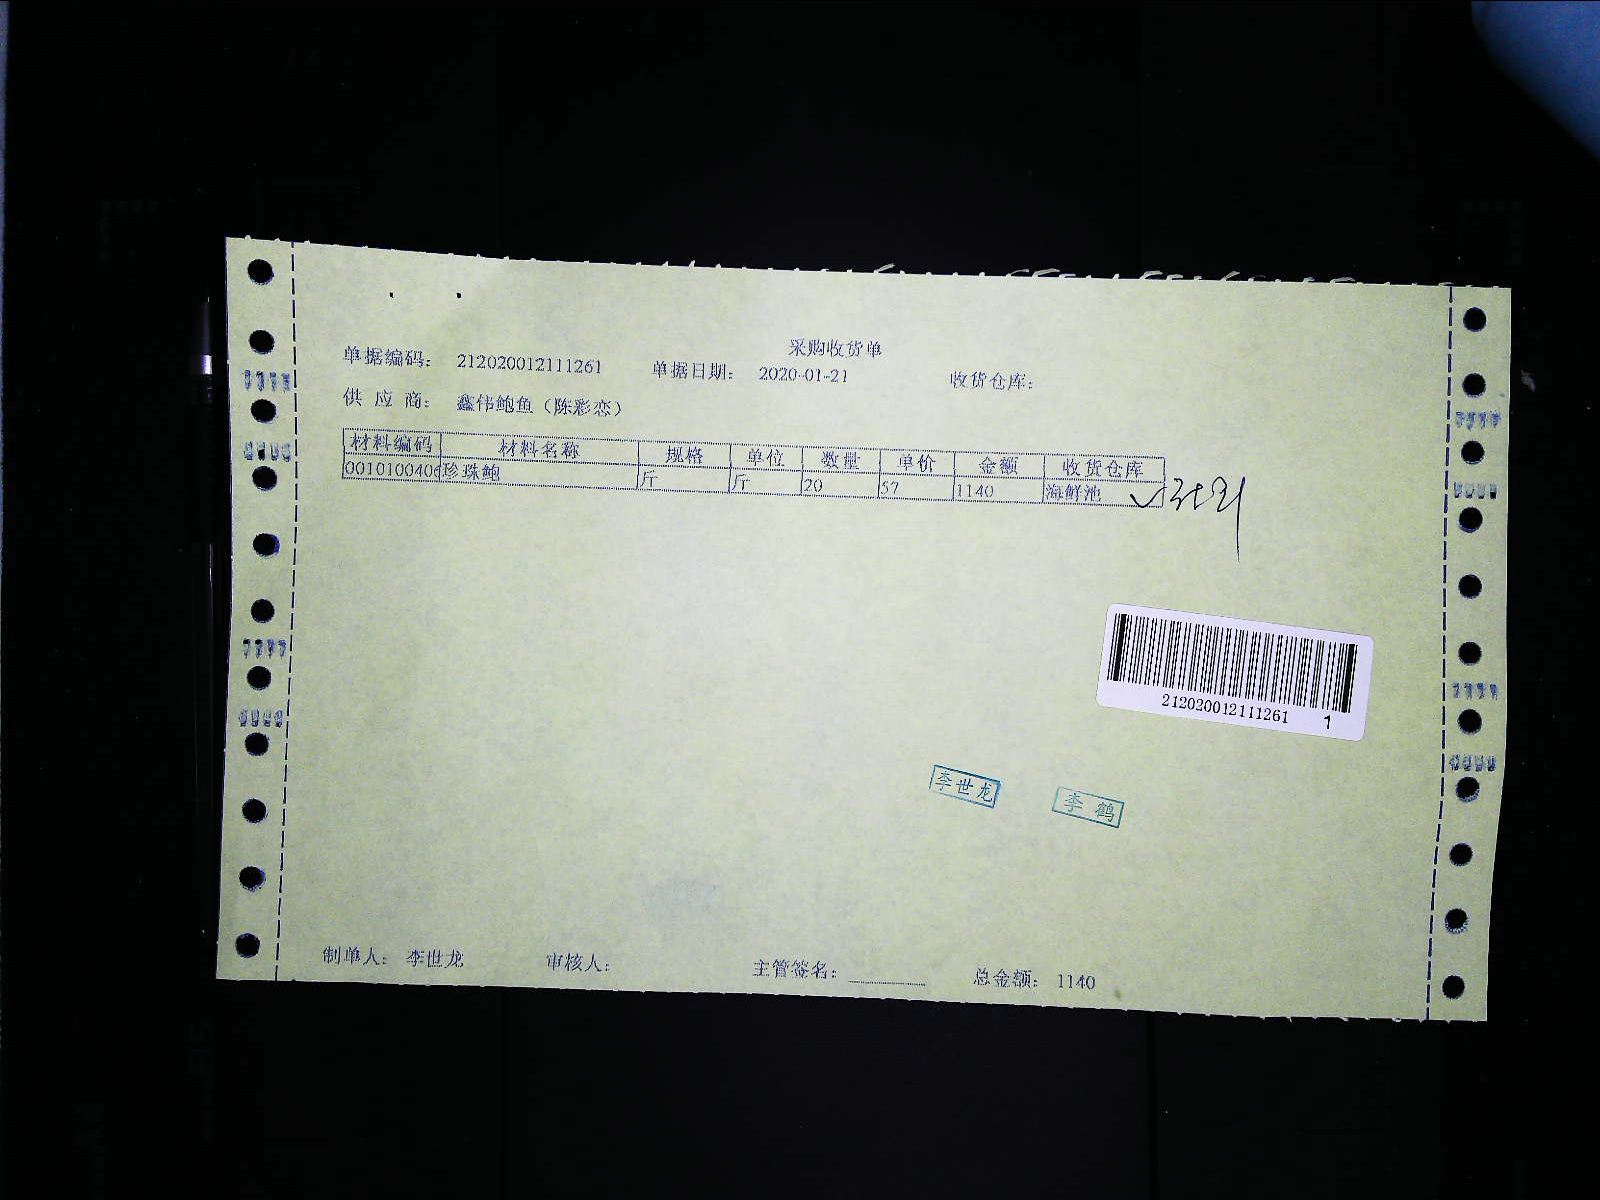 采购收货单
单据编码： 212020012111261 单据日期： 2020-01-21 收货仓库：
供 应 商： 鑫伟鲍鱼（陈彩恋）
材料编码 材料名称 规格 单位 数量 单价 金额 收货仓库
0010100406 珍珠鲍 斤 斤 20 57 1140 海鲜池
212020012111261 1
李世龙 李鹤
制单人： 李世龙 审核人： 主管签名： 总金额： 1140